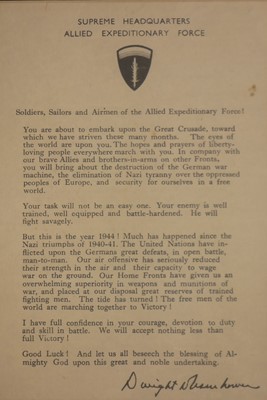 SUPREME HEADQUARTERS
ALLIED EXPEDITIONARY FORCE
Soldiers, Sailors and Airmen of the Allied Expeditionary Force!
You are about to embark upon the Great Crusade, toward
which we have striven these many months. The eyes of
the world are upon you. The hopes and prayers of liberty-
loving people everywhere march with you. In company with
our brave Allies and brothers-in-arms on other Fronts,
you will bring about the destruction of the German war
machine, the elimination of Nazi tyranny over the oppressed
peoples of Europe, and security for ourselves in a free
world.
Your task will not be an easy one. Your enemy is well
trained, well equipped and battle-hardened. He will
fight savagely.
But this is the year 1944! Much has happened since the
Nazi triumphs of 1940-41. The United Nations have in-
flicted upon the Germans great defeats, in open battle,
man-to-man. Our air offensive has seriously reduced
their strength in the air and their capacity to wage
war on the ground. Our Home Fronts have given us an
overwhelming superiority in weapons and munitions of
war, and placed at our disposal great reserves of trained
fighting men. The tide has turned! The free men of the
world are marching together to Victory!
I have full confidence in your courage, devotion to duty
and skill in battle. We will accept nothing less than
full Victory!
Good Luck! And let us all beseech the blessing of Al-
mighty God upon this great and noble undertaking.
Dwight D Eisenhower